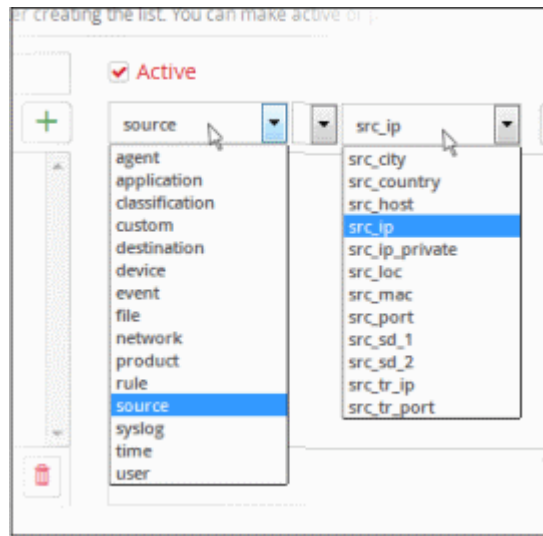 er creating the list. You can make active or
Active
source
src_ip
agent
application
classification
custom
destination
device
event
file
network
product
rule
source
syslog
time
user
src_city
src_country
src_host
src_ip
src_ip_private
src_loc
src_mac
src_port
src_sd_1
src_sd_2
src_tr_ip
src_tr_port